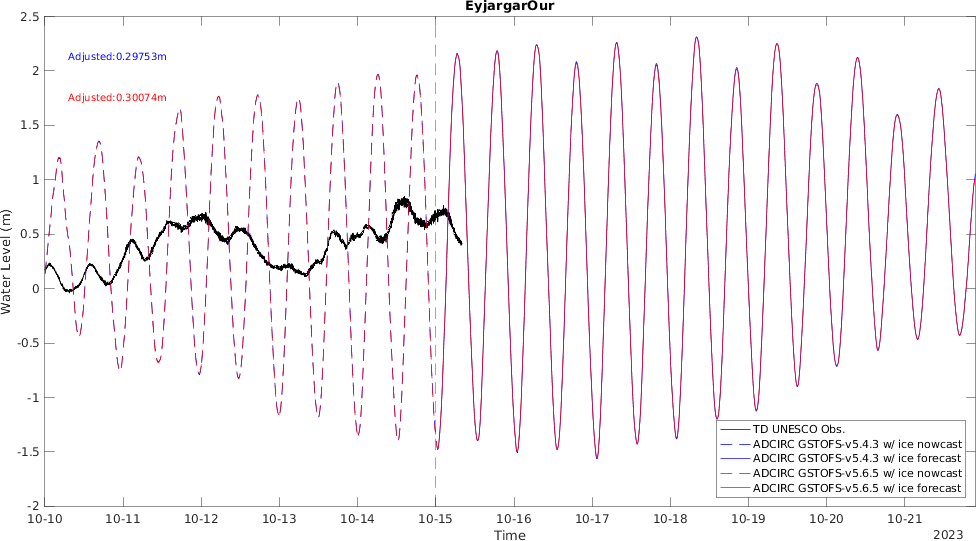 EyjargarOur
Adjusted:0.29753m
Adjusted:0.30074m
2.5
2
1.5
1
0.5
0
-0.5
-1
-1.5
-2
Water Level (m)
10-10 10-11 10-12 10-13 10-14 10-15 10-16 10-17 10-18 10-19 10-20 10-21
Time
2023
TD UNESCO Obs.
ADCIRC GSTOFS-v5.4.3 w/ ice nowcast
ADCIRC GSTOFS-v5.4.3 w/ ice forecast
ADCIRC GSTOFS-v5.6.5 w/ ice nowcast
ADCIRC GSTOFS-v5.6.5 w/ ice forecast